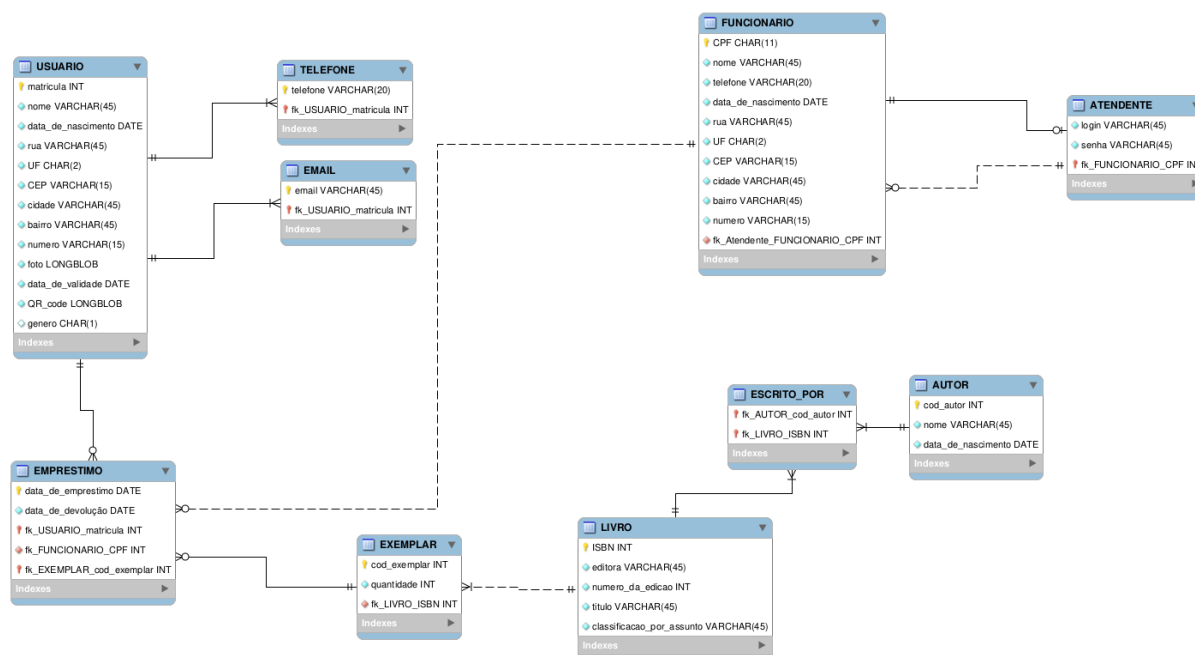 USUARIO
matricula INT
nome VARCHAR(45)
data_de_nascimento DATE
rua VARCHAR(45)
UF CHAR(2)
CEP VARCHAR(15)
cidade VARCHAR(45)
bairro VARCHAR(45)
numero VARCHAR(15)
foto LONGBLOB
data_de_validade DATE
QR_code LONGBLOB
genero CHAR(1)
Indexes
TELEFONE
telefone VARCHAR(20)
fk_USUARIO_matricula INT
Indexes
EMAIL
email VARCHAR(45)
fk_USUARIO_matricula INT
Indexes
FUNCIONARIO
CPF CHAR(11)
nome VARCHAR(45)
telefone VARCHAR(20)
data_de_nascimento DATE
rua VARCHAR(45)
UF CHAR(2)
CEP VARCHAR(15)
cidade VARCHAR(45)
bairro VARCHAR(45)
numero VARCHAR(15)
fk_Atendente_FUNCIONARIO_CPF INT
Indexes
ATENDENTE
login VARCHAR(45)
senha VARCHAR(45)
fk_FUNCIONARIO_CPF IN
Indexes
ESCRITO_POR
fk_AUTOR_cod_autor INT
fk_LIVRO_ISBN INT
Indexes
AUTOR
cod_autor INT
nome VARCHAR(45)
data_de_nascimento DATE
Indexes
EMPRESTIMO
data_de_emprestimo DATE
data_de_devolução DATE
fk_USUARIO_matricula INT
fk_FUNCIONARIO_CPF INT
fk_EXEMPLAR_cod_exemplar INT
Indexes
EXEMPLAR
cod_exemplar INT
quantidade INT
fk_LIVRO_ISBN INT
Indexes
LIVRO
ISBN INT
editora VARCHAR(45)
numero_da_edicao INT
titulo VARCHAR(45)
classificacao_por_assunto VARCHAR(45)
Indexes